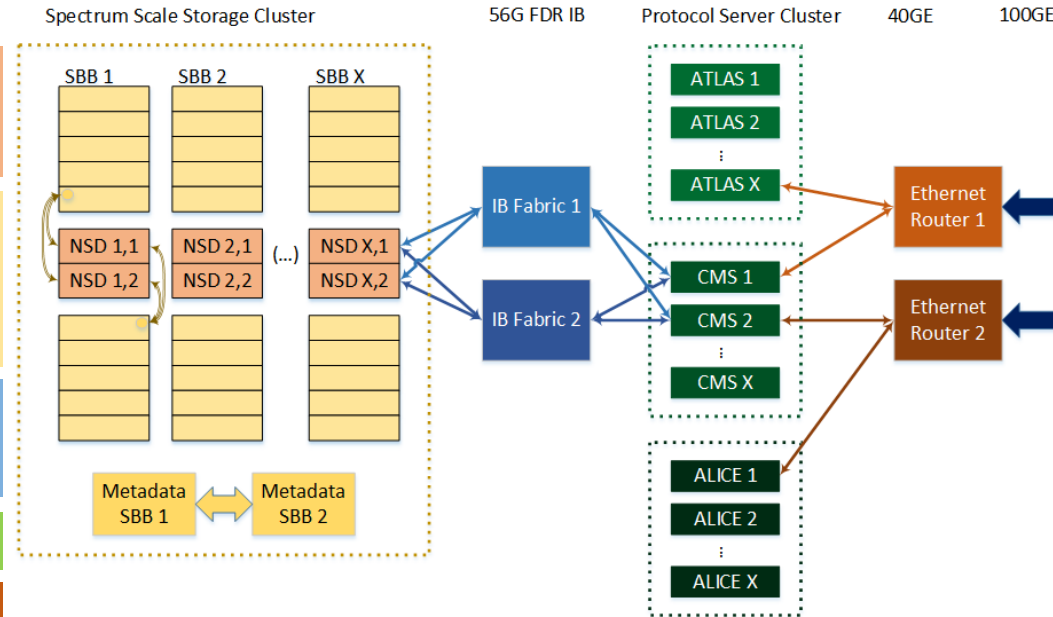 Spectrum Scale Storage Cluster
56G FDR IB
Protocol Server Cluster
40GE
100GE
SBB 1
SBB 2
SBB X
NSD 1,1
NSD 2,1
(...)
NSD X,1
NSD 1,2
NSD 2,2
NSD X,2
Metadata
SBB 1
Metadata
SBB 2
IB Fabric 1
IB Fabric 2
ATLAS 1
ATLAS 2
...
ATLAS X
CMS 1
CMS 2
...
CMS X
ALICE 1
ALICE 2
...
ALICE X
Ethernet
Router 1
Ethernet
Router 2